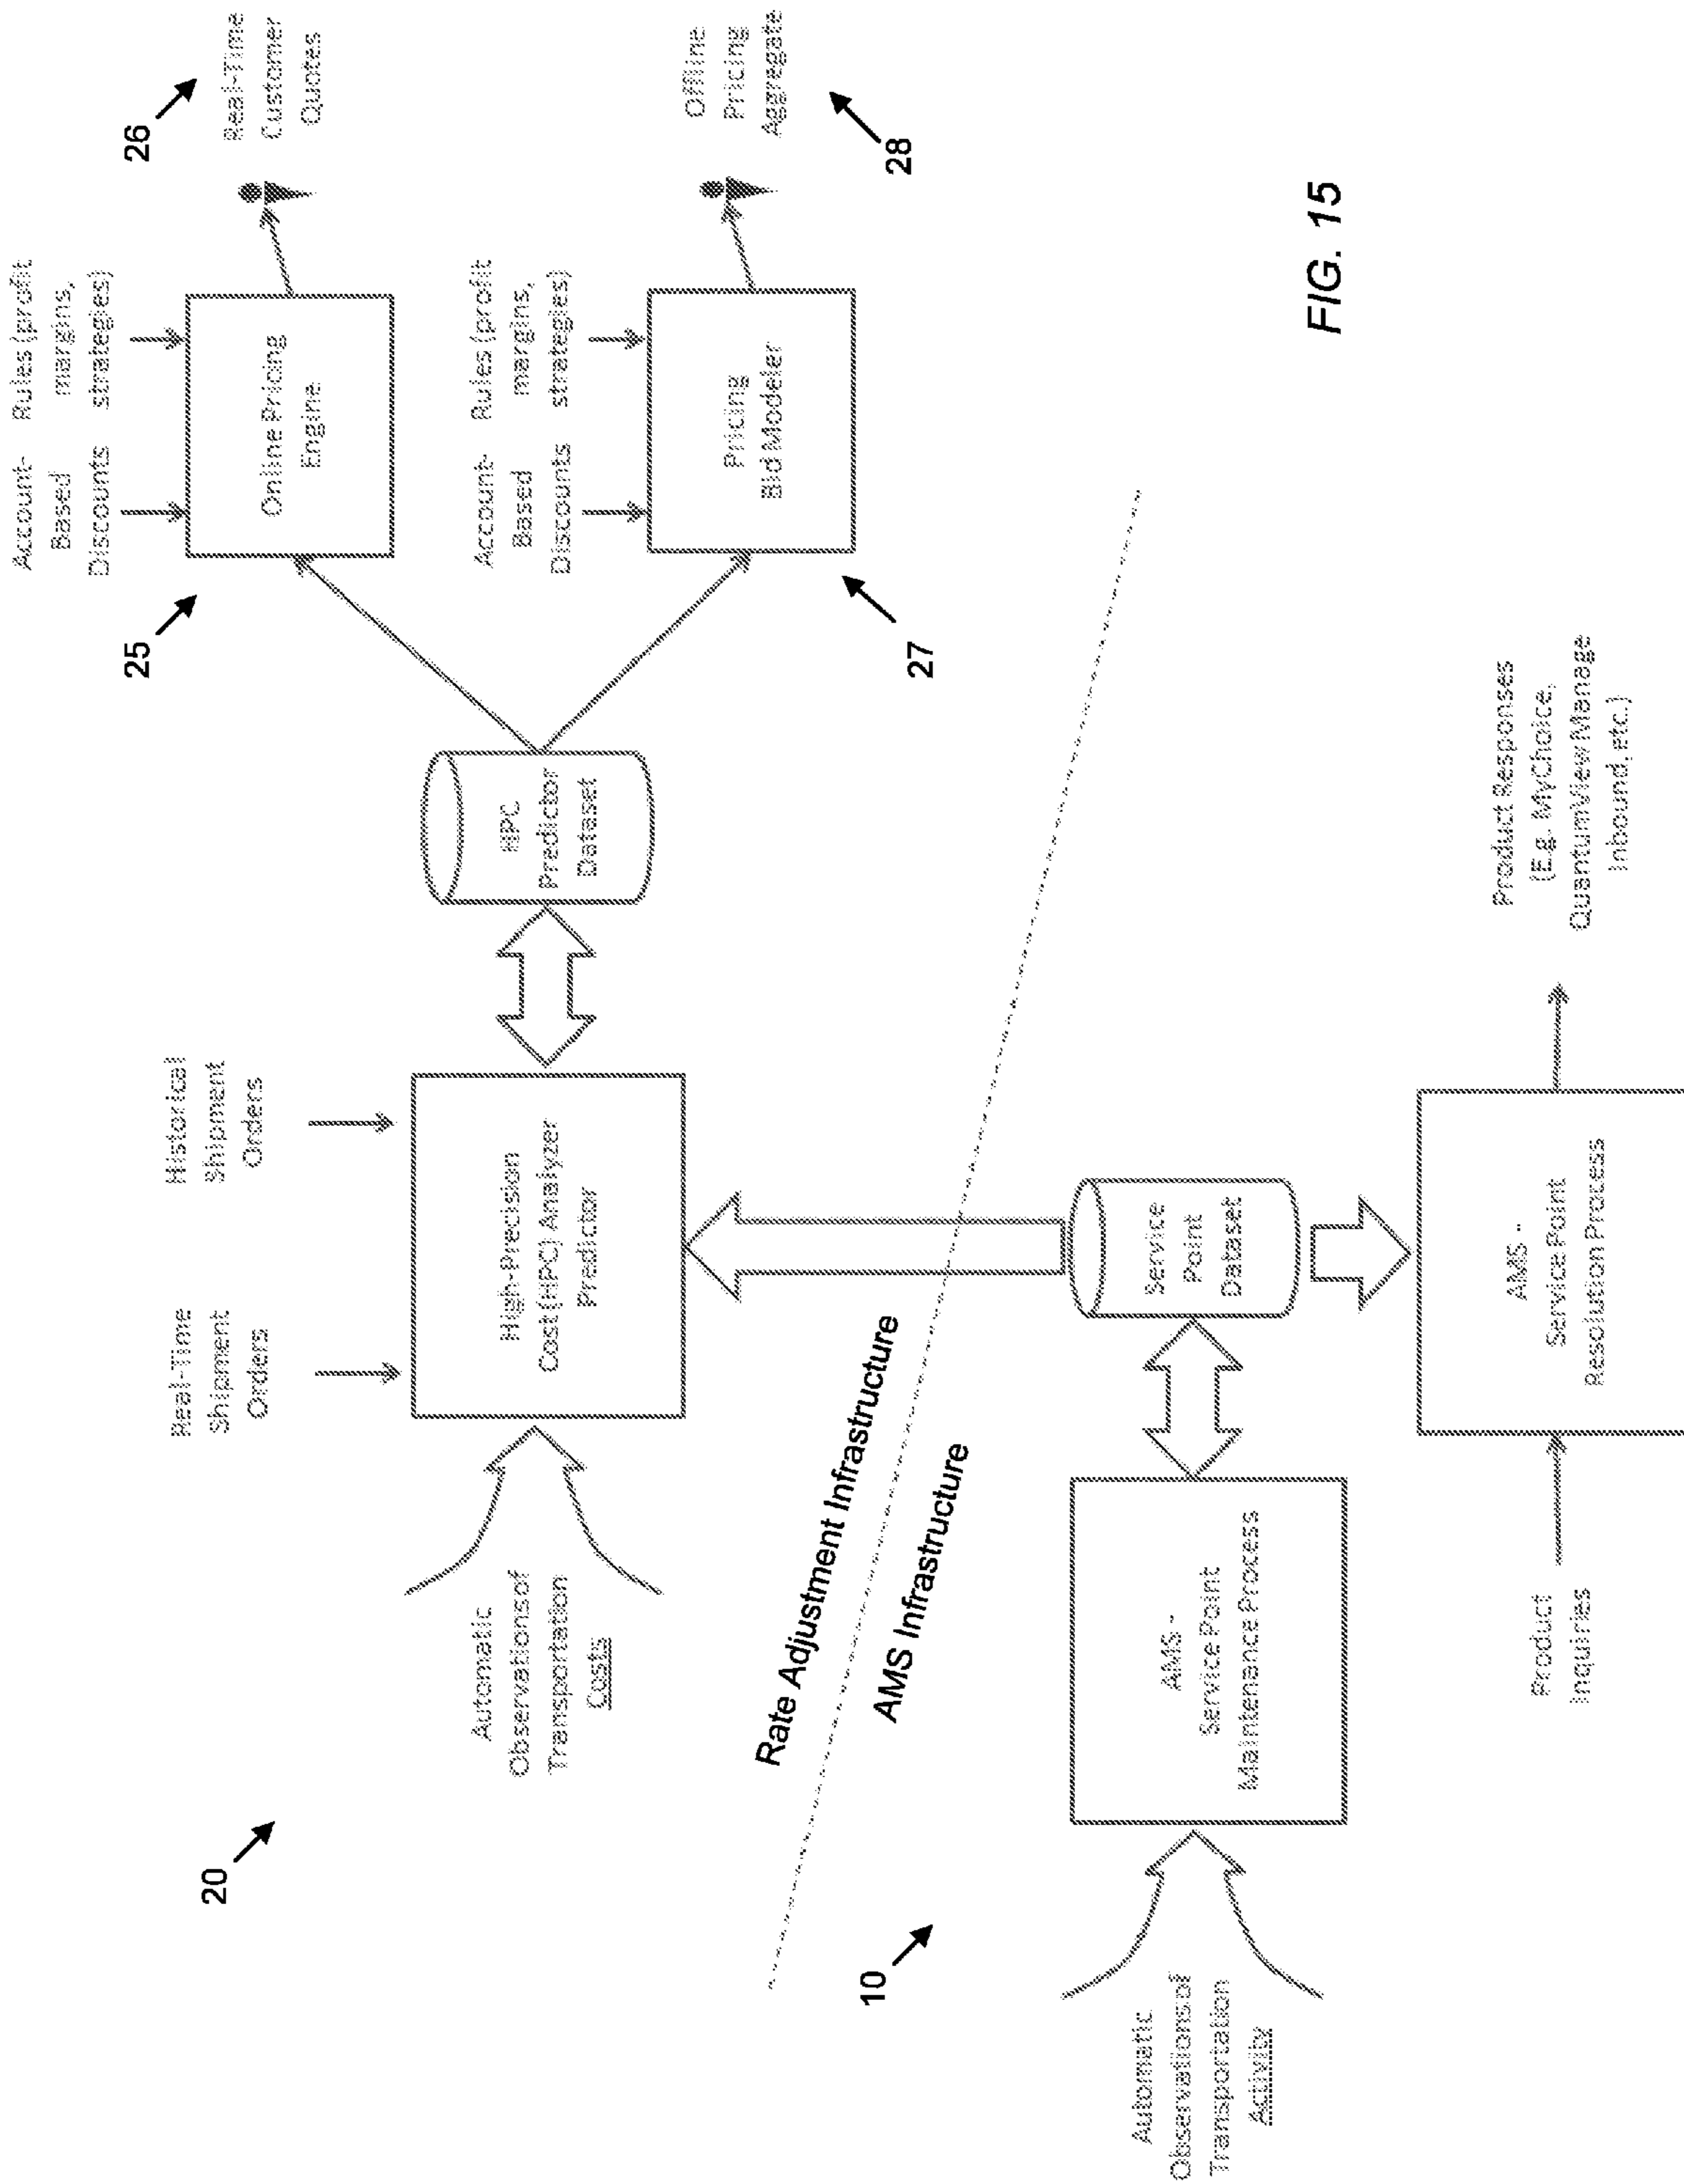 20
Real-Time
Shipment
Orders
Historical
Shipment
Orders
Automatic
Observations of
Transportation
Costs
High-Precision
Cost (HPC) Analyzer
Predictor
HPC
Predictor
Dataset
25
Account-
Based
Discounts
Rules (profit
margins,
strategies)
Online Pricing
Engine
26
Real-Time
Customer
Quotes
27
Account-
Based
Discounts
Rules (profit
margins,
strategies)
Pricing
Bid Modeler
28
Offline
Pricing
Aggregate
Rate Adjustment Infrastructure
AMS Infrastructure
10
Automatic
Observations of
Transportation
Activity
AMS -
Service Point
Maintenance Process
Service
Point
Dataset
Product
Inquiries
AMS --
Service Point
Resolution Process
Product Responses
(E.g. MyChoice,
QuantumView Manage
Inbound, etc.)
FIG. 15